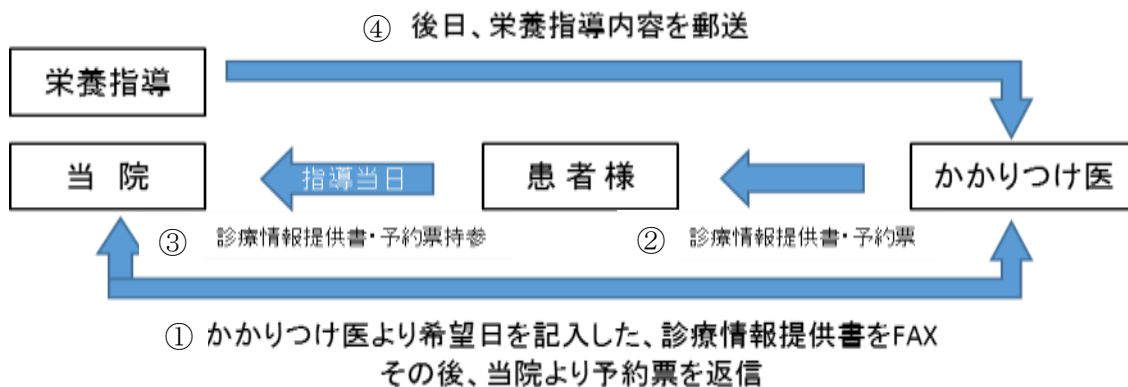 ④ 後日、栄養指導内容を郵送
栄養指導
当 院
指導当日
患者様
かかりつけ医
③ 診療情報提供書・予約票持参
② 診療情報提供書・予約票
① かかりつけ医より希望日を記入した、診療情報提供書をFAX
その後、当院より予約票を返信